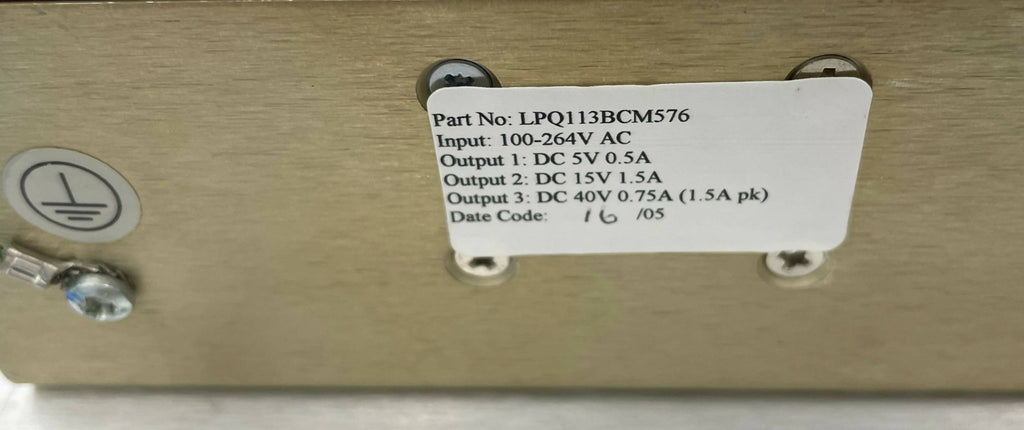 Part No: LPQ113BCM576
Input: 100-264V AC
Output 1: DC 5V 0.5A
Output 2: DC 15V 1.5A
Output 3: DC 40V 0.75A (1.5A pk)
Date Code: 16 /05